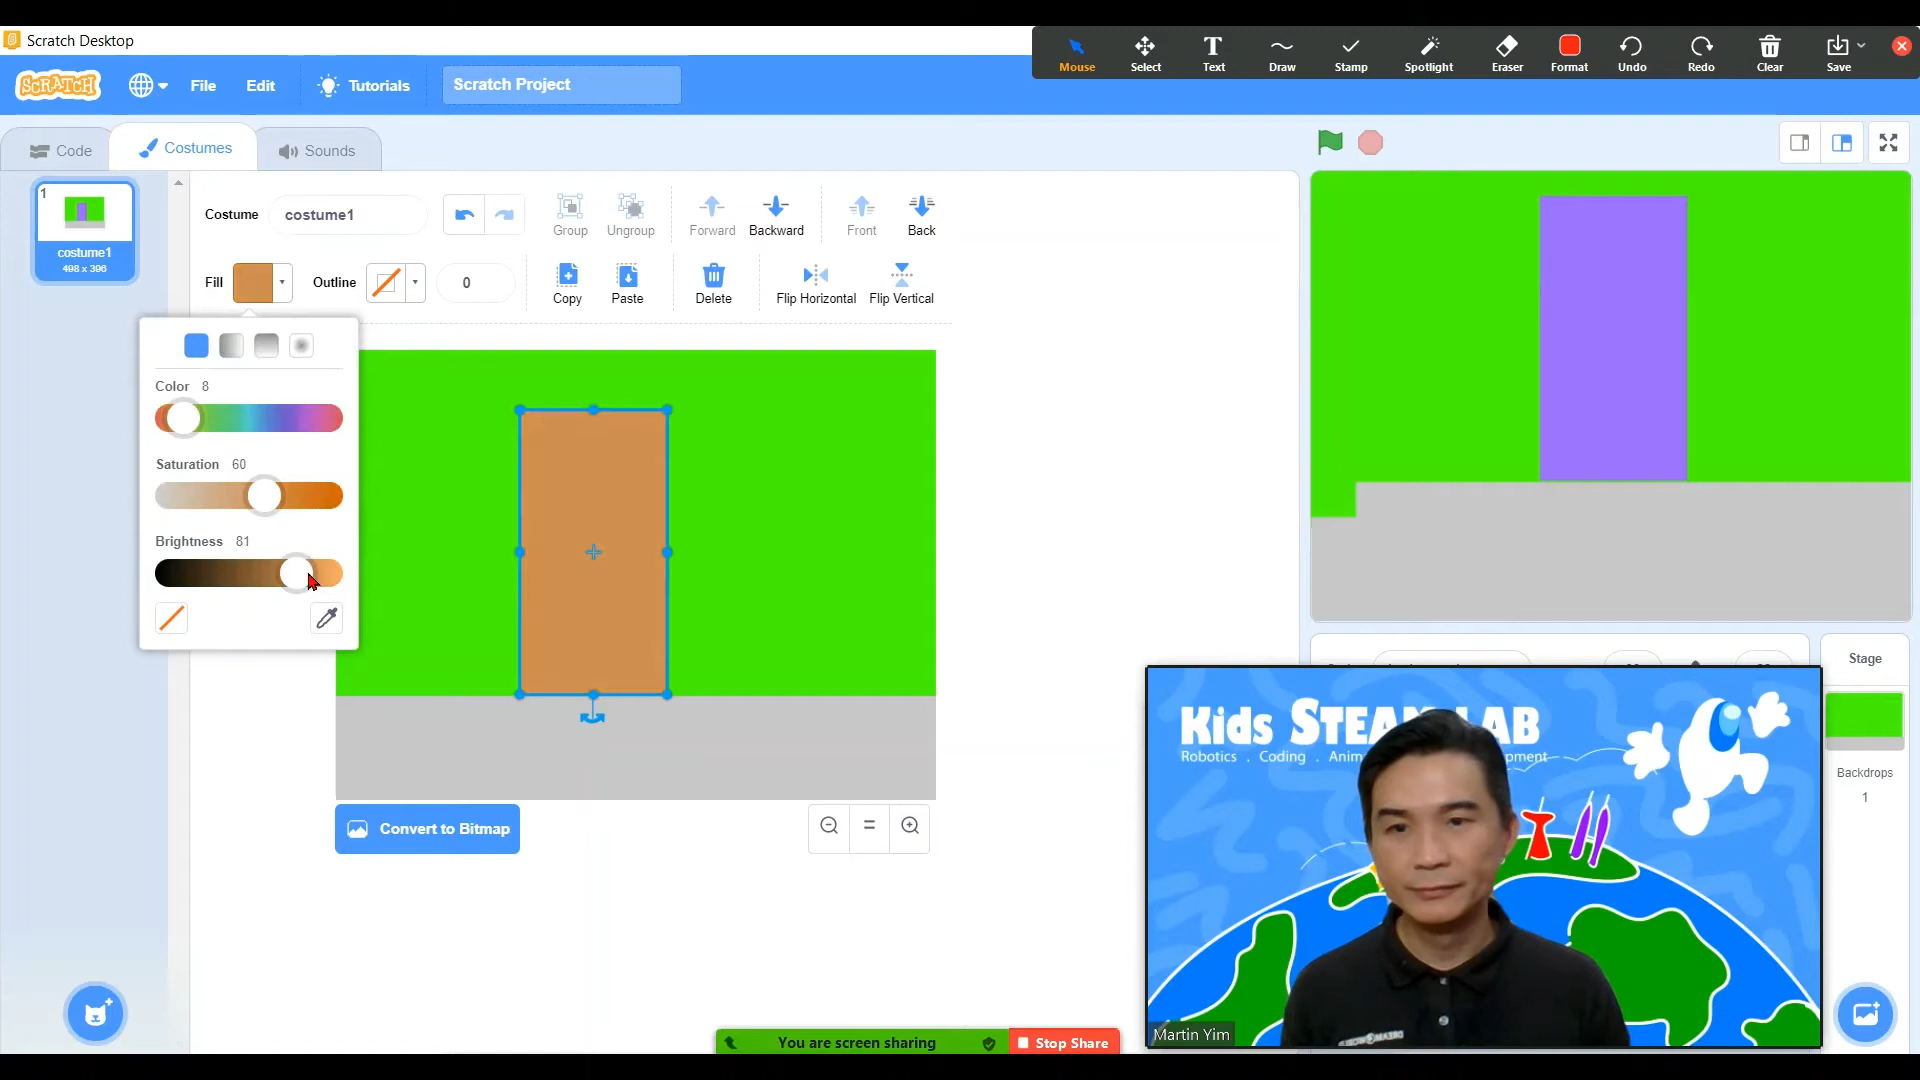 Scratch Desktop
Mouse
Select
Text
Draw
Stamp
Spotlight
Eraser
Format
Undo
Redo
Clear
Save
SCRATCH
File
Edit
Tutorials
Scratch Project
Code
Costumes
Sounds
1
costume1
498 x 396
Costume
costume1
Group
Ungroup
Forward
Backward
Front
Back
Fill
Outline
0
Copy
Paste
Delete
Flip Horizontal
Flip Vertical
Color 8
Saturation 60
Brightness 81
Convert to Bitmap
Stage
Backdrops
1
Kids STEAM LAB
Robotics . Coding .
Martin Yim
You are screen sharing
Stop Share